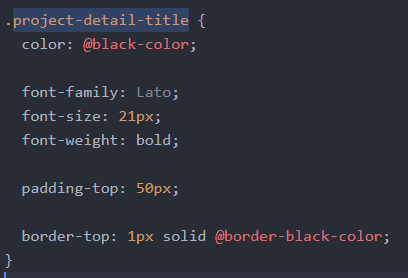 .project-detail-title {
  color: @black-color;

  font-family: Lato;
  font-size: 21px;
  font-weight: bold;

  padding-top: 50px;

  border-top: 1px solid @border-black-color;
}